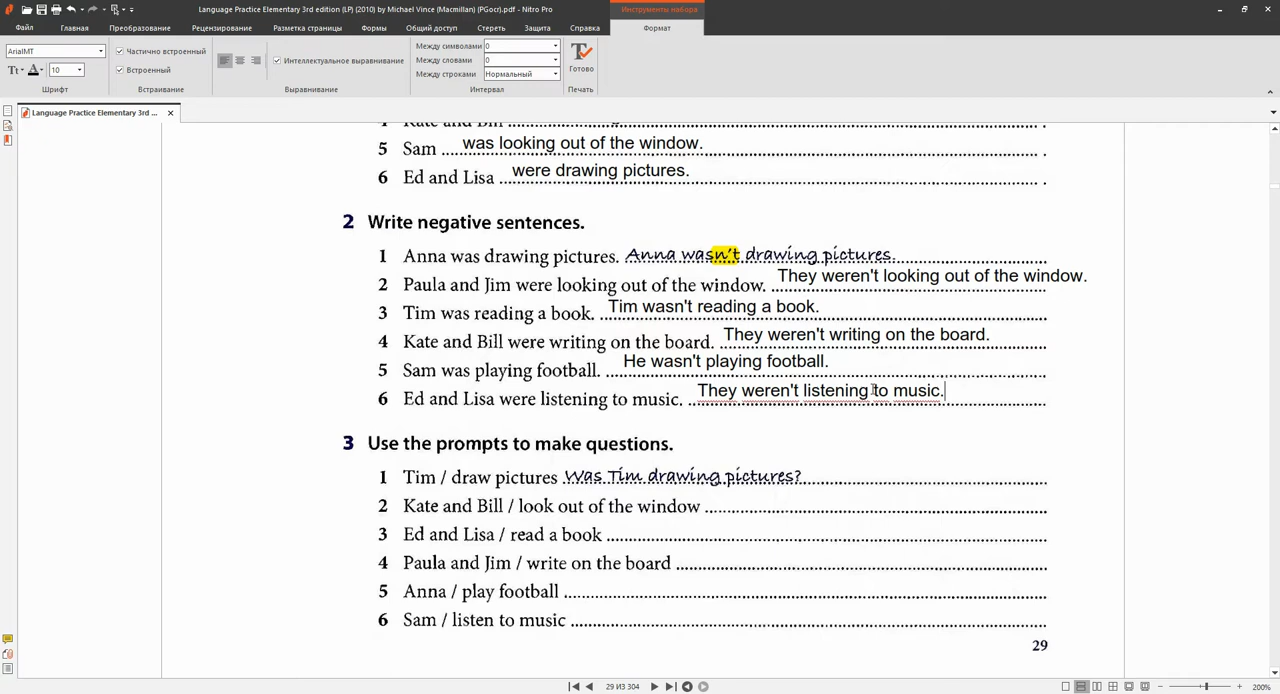 Language Practice Elementary 3rd edition (LP) (2010) by Michael Vince (Macmillan) (PGocr].pdf - Nitro Pro
Инструменты набора
Файл Главная Преобразование Рецензирование Разметка страницы Формы Общий доступ Стереть Защита Справка Формат
ArialMT
Частично встроенный
Tт A 10
Встроенный
Интеллектуальное выравнивание
Между символами 0
Между словами 0
Между строками Нормальный
Готово
Шрифт Встраивание Выравнивание Интервал Печать
Language Practice Elementary 3rd ...
Kate and Bill
5 Sam was looking out of the window.
6 Ed and Lisa were drawing pictures.
2 Write negative sentences.
1 Anna was drawing pictures. Anna wasn't drawing pictures.
2 Paula and Jim were looking out of the window. They weren't looking out of the window.
3 Tim was reading a book. Tim wasn't reading a book.
4 Kate and Bill were writing on the board. They weren't writing on the board.
5 Sam was playing football. He wasn't playing football.
6 Ed and Lisa were listening to music. They weren't listening to music.
3 Use the prompts to make questions.
1 Tim / draw pictures Was Tim drawing pictures?
2 Kate and Bill / look out of the window
3 Ed and Lisa / read a book
4 Paula and Jim / write on the board
5 Anna / play football
6 Sam / listen to music
29
29 ИЗ 304
200%